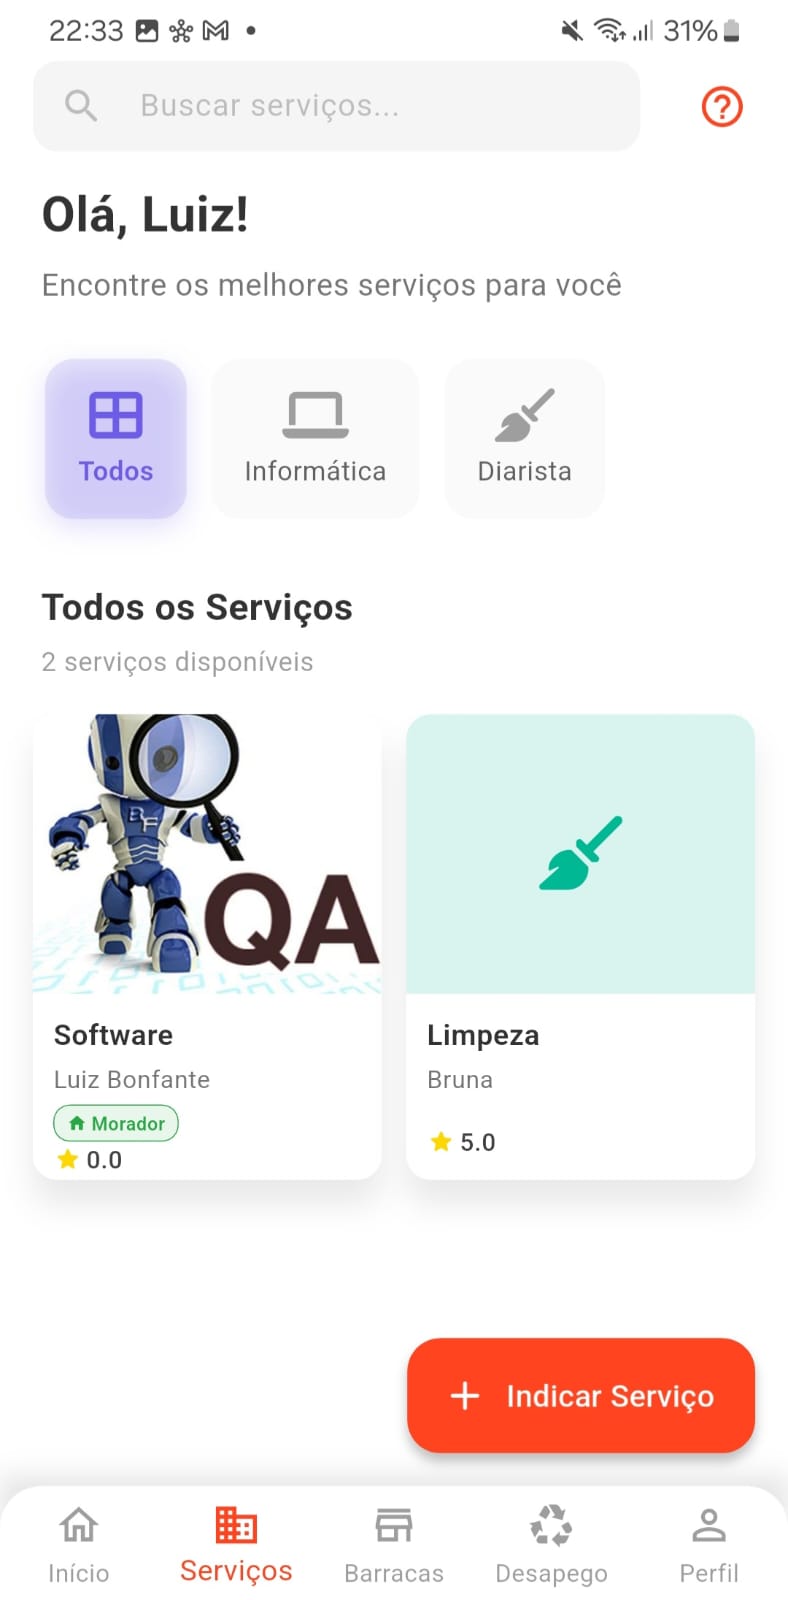 22:33
31%
Buscar serviços...
Olá, Luiz!
Encontre os melhores serviços para você
Todos
Informática
Diarista
Todos os Serviços
2 serviços disponíveis
BF
QA
Software
Luiz Bonfante
Morador
0.0
Limpeza
Bruna
5.0
+ Indicar Serviço
Início
Serviços
Barracas
Desapego
Perfil